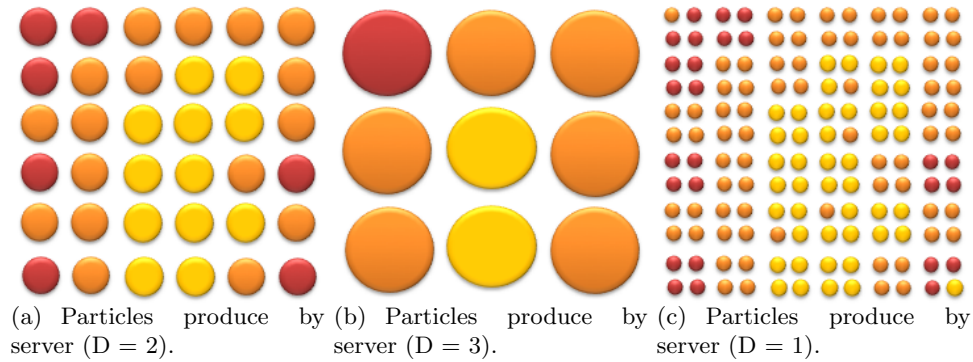 (a) Particles produce by
server (D = 2).
(b) Particles produce by
server (D = 3).
(c) Particles produce by
server (D = 1).